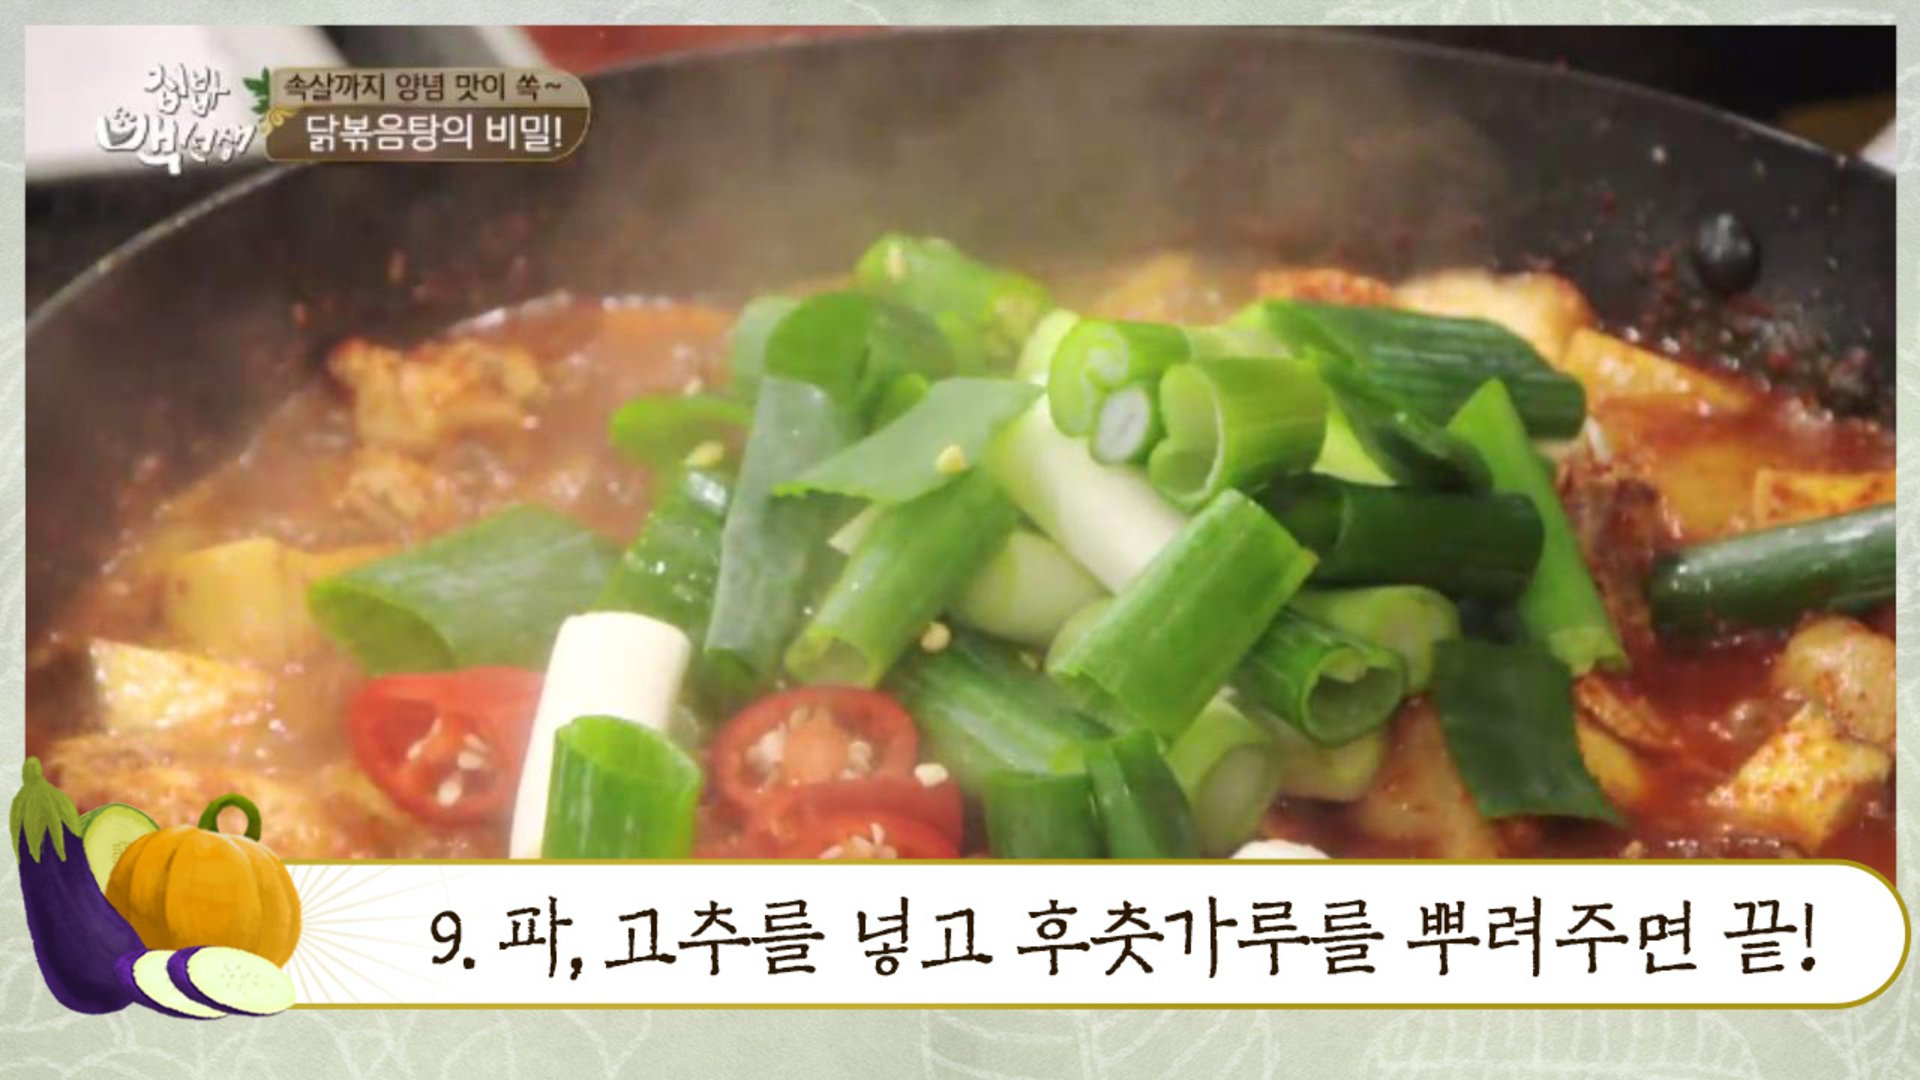 집밥
백선생
속살까지 양념 맛이 쏙~
닭볶음탕의 비밀!
9. 파, 고추를 넣고 후춧가루를 뿌려주면 끝!